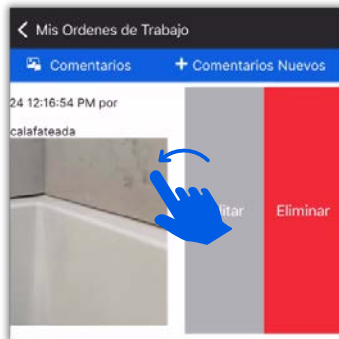 Mis Ordenes de Trabajo
Comentarios
+ Comentarios Nuevos
24 12:16:54 PM por
calafateada
Eliminar